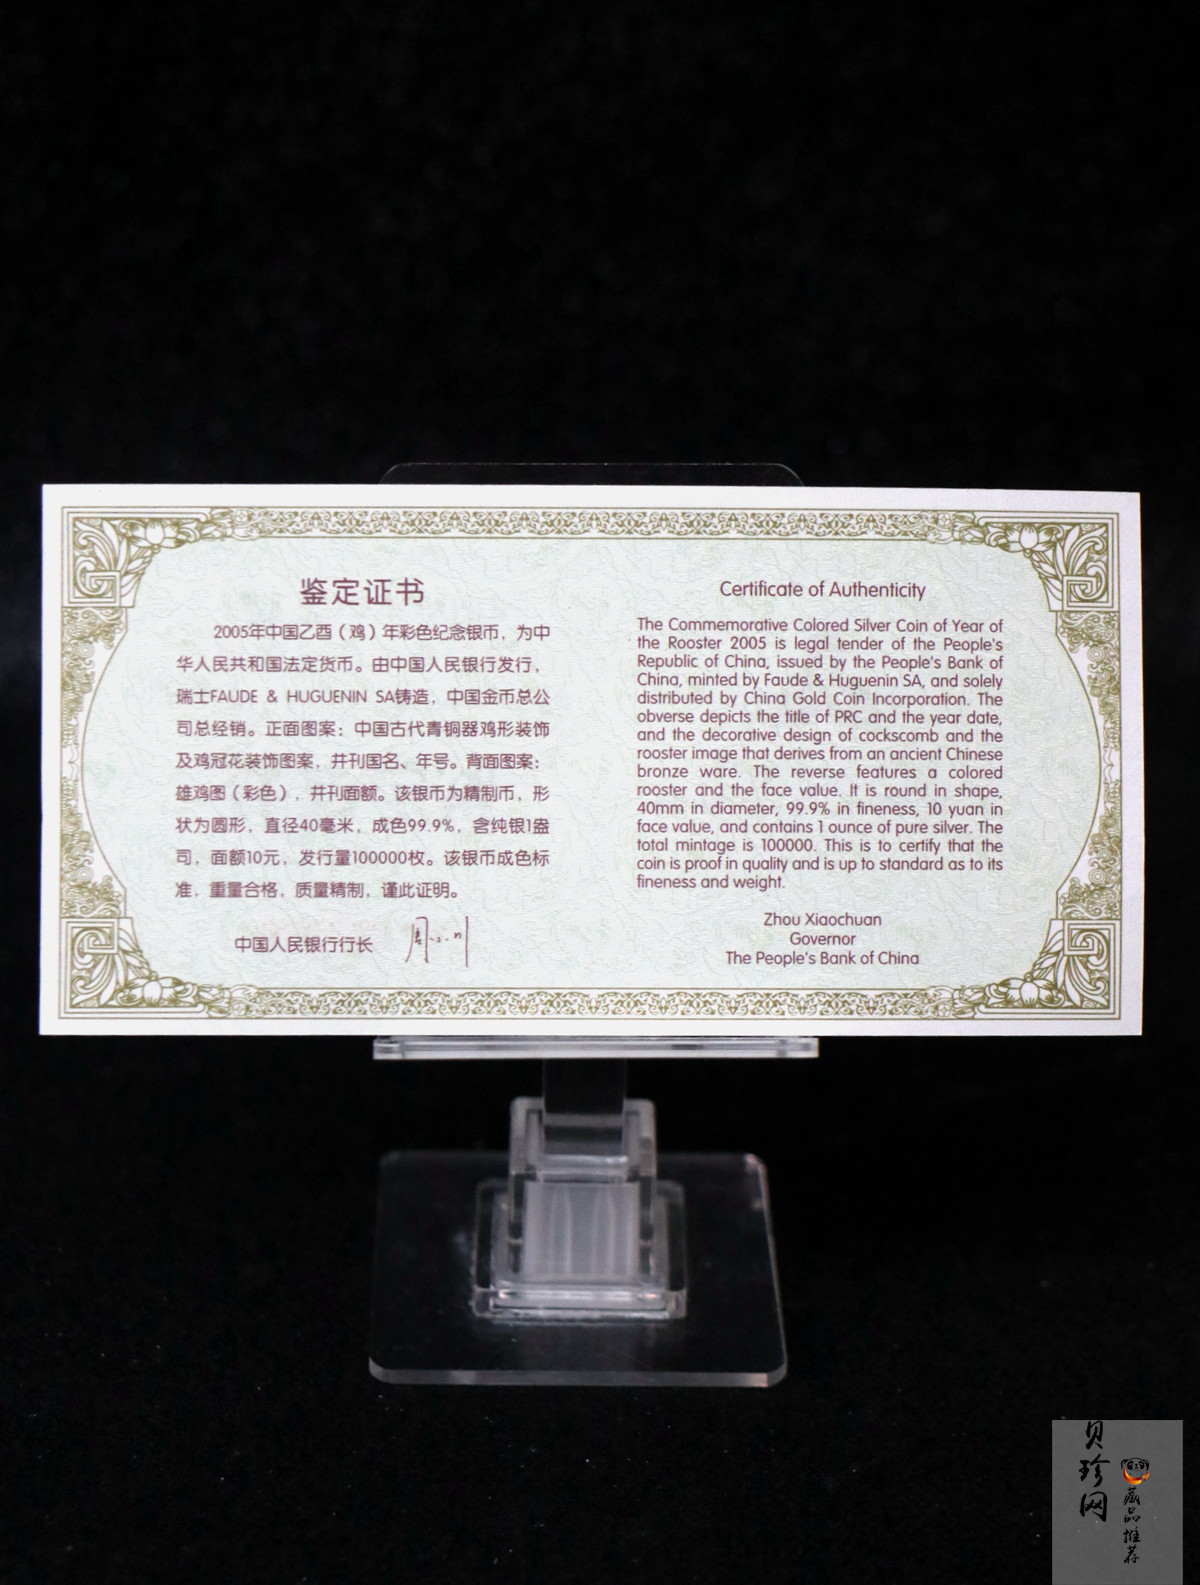 鉴定证书
2005年中国乙酉（鸡）年彩色纪念银币，为中
华人民共和国法定货币。由中国人民银行发行，
瑞士FAUDE & HUGUENIN SA铸造，中国金币总公
司总经销。正面图案：中国古代青铜器鸡形装饰
及鸡冠花装饰图案，并刊国名、年号。背面图案：
雄鸡图（彩色），并刊面额。该银币为精制币，形
状为圆形，直径40毫米，成色99.9%，含纯银1盎
司，面额10元，发行量100000枚。该银币成色标
准，重量合格，质量精制，谨此证明。
中国人民银行行长
Certificate of Authenticity
The Commemorative Colored Silver Coin of Year of
the Rooster 2005 is legal tender of the People's
Republic of China, issued by the People's Bank of
China, minted by Faude & Huguenin SA, and solely
distributed by China Gold Coin Incorporation. The
obverse depicts the title of PRC and the year date,
and the decorative design of cockscomb and the
rooster image that derives from an ancient Chinese
bronze ware. The reverse features a colored
rooster and the face value. It is round in shape,
40mm in diameter, 99.9% in fineness, 10 yuan in
face value, and contains 1 ounce of pure silver. The
total mintage is 100000. This is to certify that the
coin is proof in quality and is up to standard as to its
fineness and weight.
Zhou Xiaochuan
Governor
The People's Bank of China
贝珍网
藏品推荐